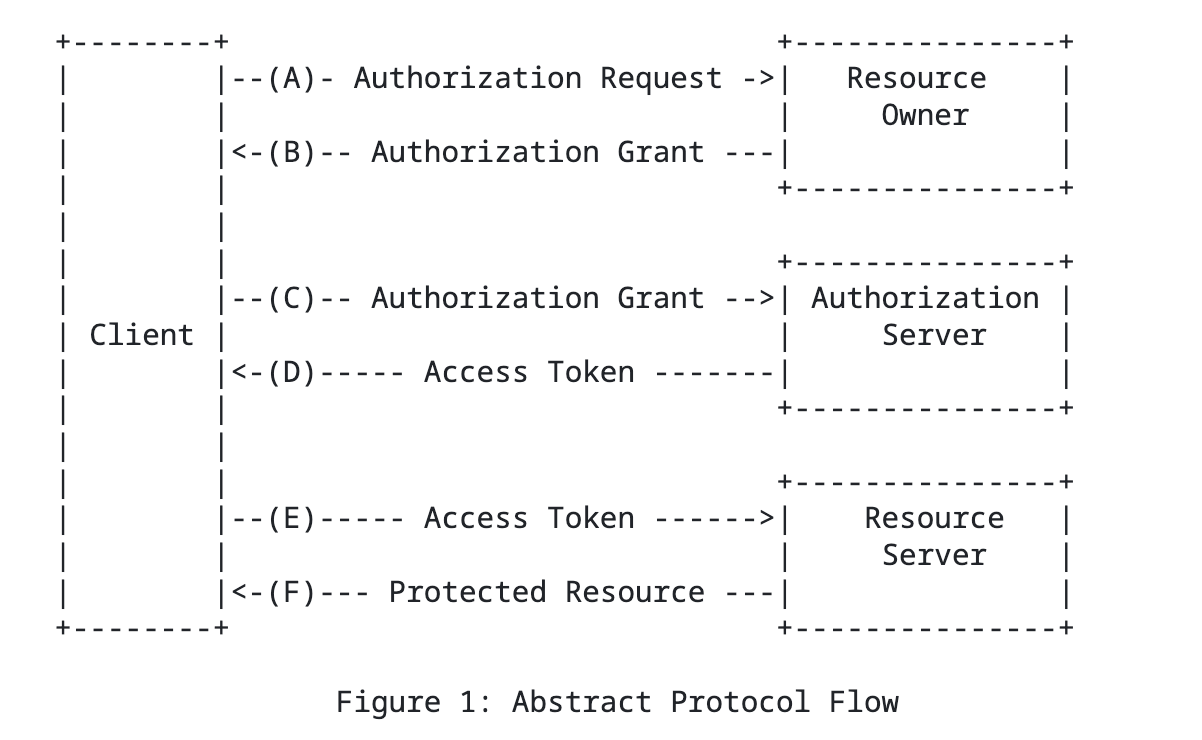 +--------+                               +---------------+
|        |--(A)- Authorization Request ->|   Resource    |
|        |                               |     Owner     |
|        |<-(B)-- Authorization Grant ---|               |
|        |                               +---------------+
|        |
|        |                               +---------------+
|        |--(C)-- Authorization Grant -->| Authorization |
| Client |                               |     Server    |
|        |<-(D)----- Access Token -------|               |
|        |                               +---------------+
|        |
|        |                               +---------------+
|        |--(E)----- Access Token ------>|    Resource   |
|        |                               |     Server    |
|        |<-(F)--- Protected Resource ---|               |
+--------+                               +---------------+
Figure 1: Abstract Protocol Flow